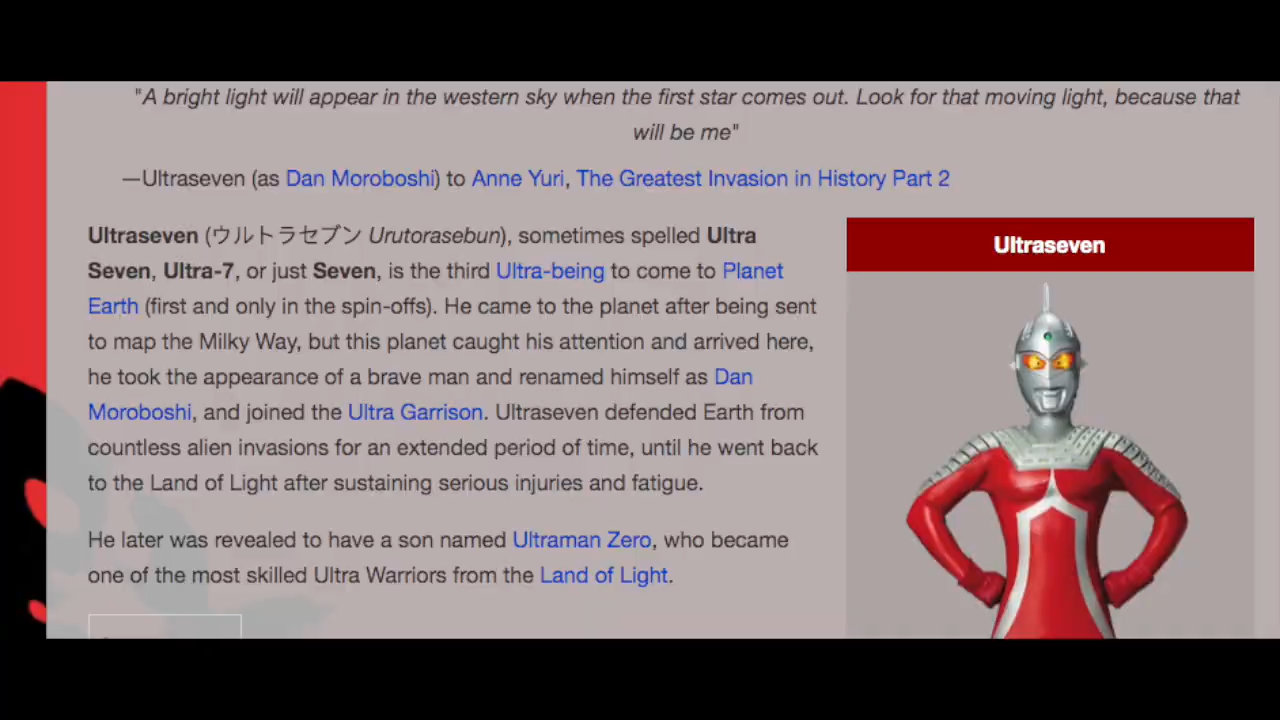 "A bright light will appear in the western sky when the first star comes out. Look for that moving light, because that
will be me"
—Ultraseven (as Dan Moroboshi) to Anne Yuri, The Greatest Invasion in History Part 2
Ultraseven (ウルトラセブン Urutorasebun), sometimes spelled Ultra
Seven, Ultra-7, or just Seven, is the third Ultra-being to come to Planet
Earth (first and only in the spin-offs). He came to the planet after being sent
to map the Milky Way, but this planet caught his attention and arrived here,
he took the appearance of a brave man and renamed himself as Dan
Moroboshi, and joined the Ultra Garrison. Ultraseven defended Earth from
countless alien invasions for an extended period of time, until he went back
to the Land of Light after sustaining serious injuries and fatigue.
He later was revealed to have a son named Ultraman Zero, who became
one of the most skilled Ultra Warriors from the Land of Light.
Ultraseven